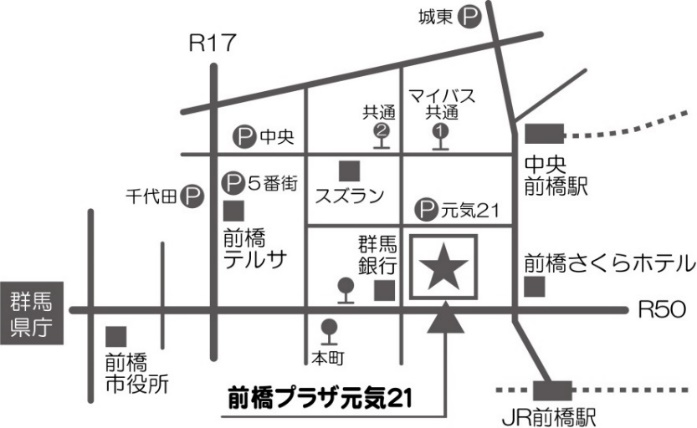 城東 P
R17
マイバス
共通
共通
2
1
P 中央
中央
前橋駅
P 5番街
千代田 P
スズラン
P 元気21
前橋
テルサ
群馬
銀行
前橋さくらホテル
群馬
県庁
R50
本町
前橋
市役所
前橋プラザ元気21
JR前橋駅